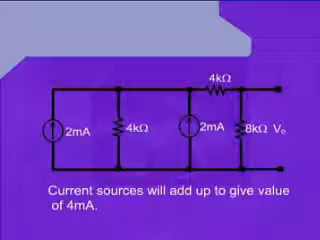 4kΩ
2mA 4kΩ 2mA 8kΩ Vₒ
Current sources will add up to give value
of 4mA.